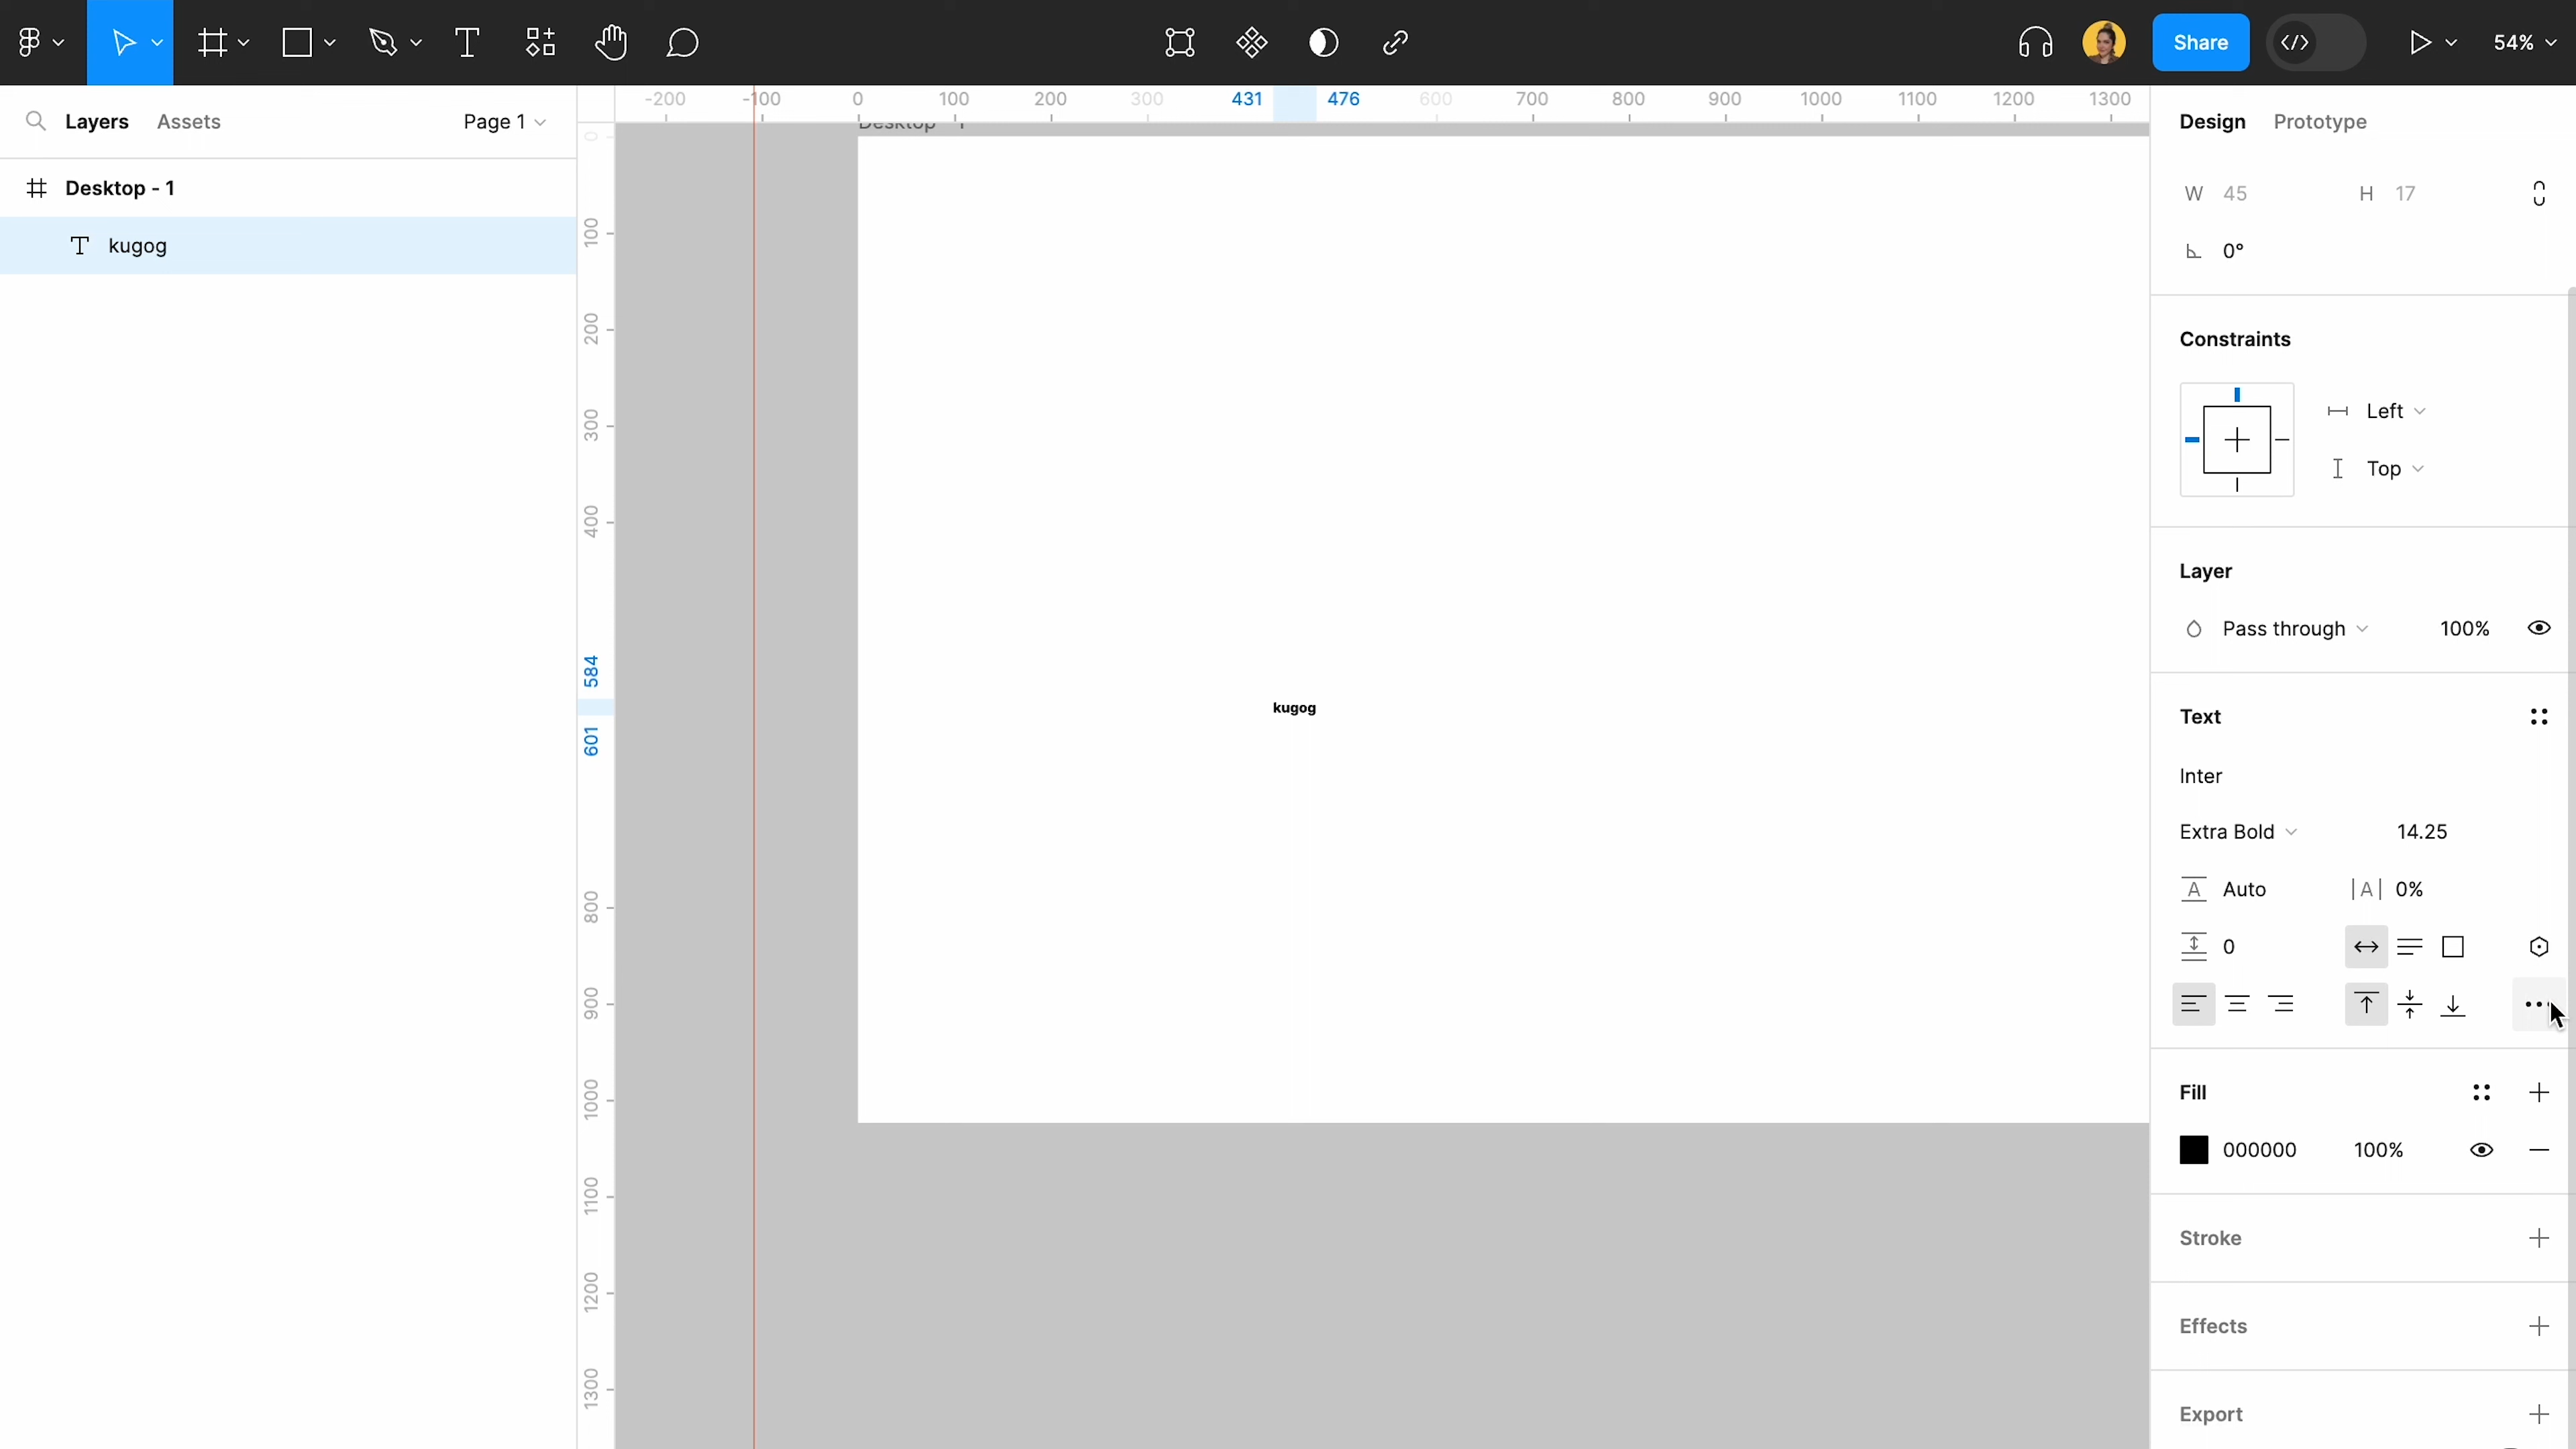 Share
54%
Layers
Assets
Page 1
Desktop - 1
kugog
-200
-100
0
100
200
300
431
476
600
700
800
900
1000
1100
1200
1300
Desktop - 1
0
100
200
300
400
584
601
800
900
1000
1100
1200
1300
kugog
Design
Prototype
W 45
H 17
0°
Constraints
Left
Top
Layer
Pass through
100%
Text
Inter
Extra Bold
14.25
A Auto
|A| 0%
0
Fill
000000
100%
Stroke
Effects
Export